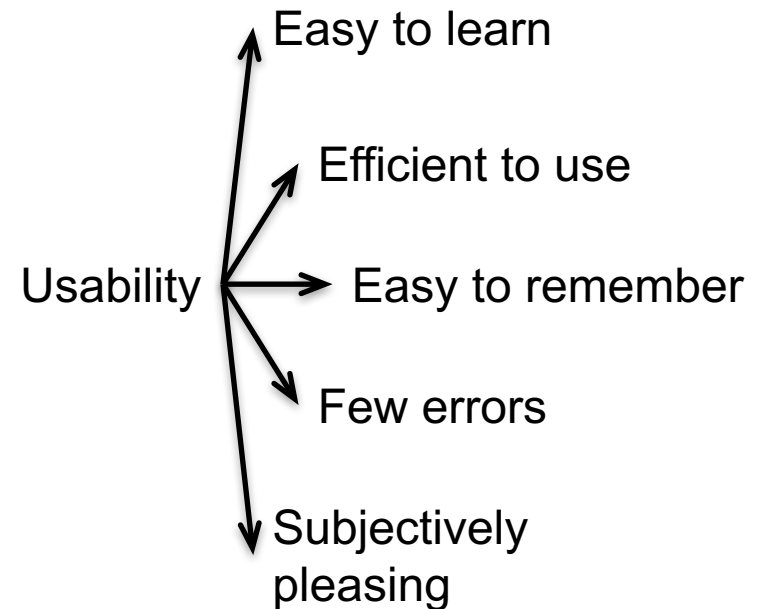 Easy to learn
Efficient to use
Usability
Easy to remember
Few errors
Subjectively
pleasing